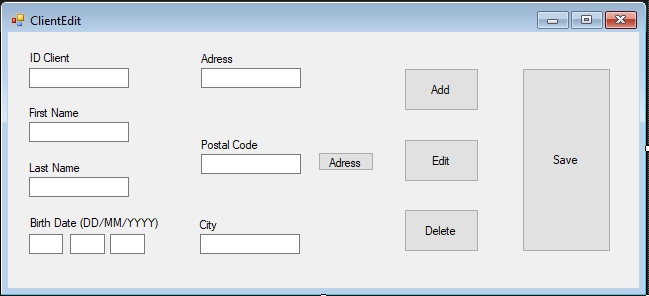 ClientEdit
ID Client
Adress
First Name
Last Name
Birth Date (DD/MM/YYYY)
Postal Code
Adress
City
Add
Edit
Delete
Save